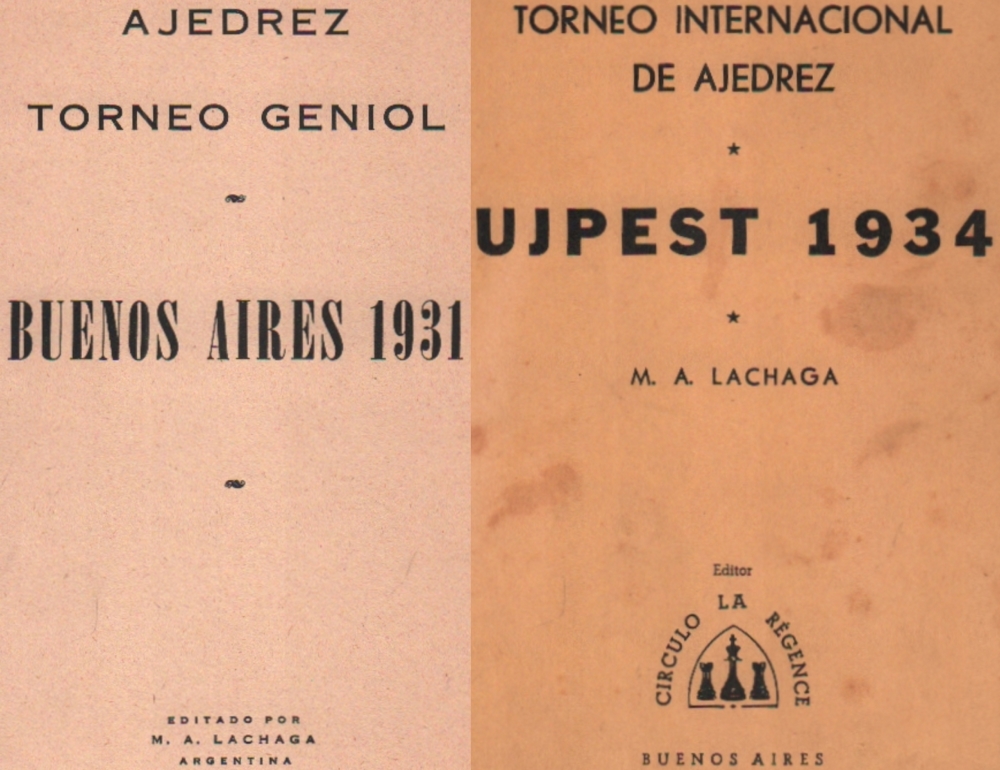 AJEDREZ
TORNEO GENIOL
BUENOS AIRES 1931
EDITADO POR
M. A. LACHAGA
ARGENTINA
TORNEO INTERNACIONAL
DE AJEDREZ
UJPEST 1934
M. A. LACHAGA
Editor
CIRCULO LA RÉGENCE
BUENOS AIRES